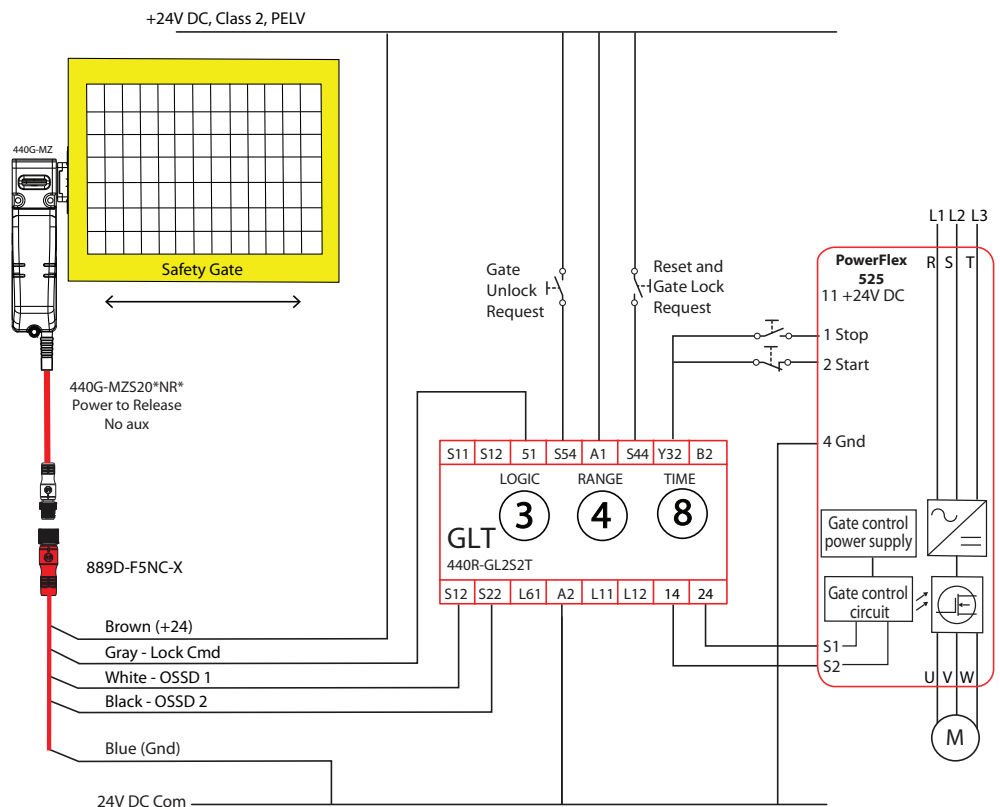 +24V DC, Class 2, PELV
440G-MZ
Safety Gate
440G-MZS20*NR*
Power to Release
No aux
889D-F5NC-X
Gate
Unlock
Request
Reset and
Gate Lock
Request
L1 L2 L3
R S T
PowerFlex
525
11 +24V DC
1 Stop
2 Start
4 Gnd
Gate control
power supply
Gate control
circuit
S1
S2
U V W
M
S11 S12 51 S54 A1 S44 Y32 B2
LOGIC RANGE TIME
3 4 8
GLT
440R-GL2S2T
S12 S22 L61 A2 L11 L12 14 24
Brown (+24)
Gray - Lock Cmd
White - OSSD 1
Black - OSSD 2
Blue (Gnd)
24V DC Com